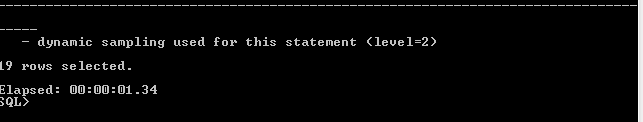 -----
- dynamic sampling used for this statement (level=2)
19 rows selected.
Elapsed: 00:00:01.34
SQL>